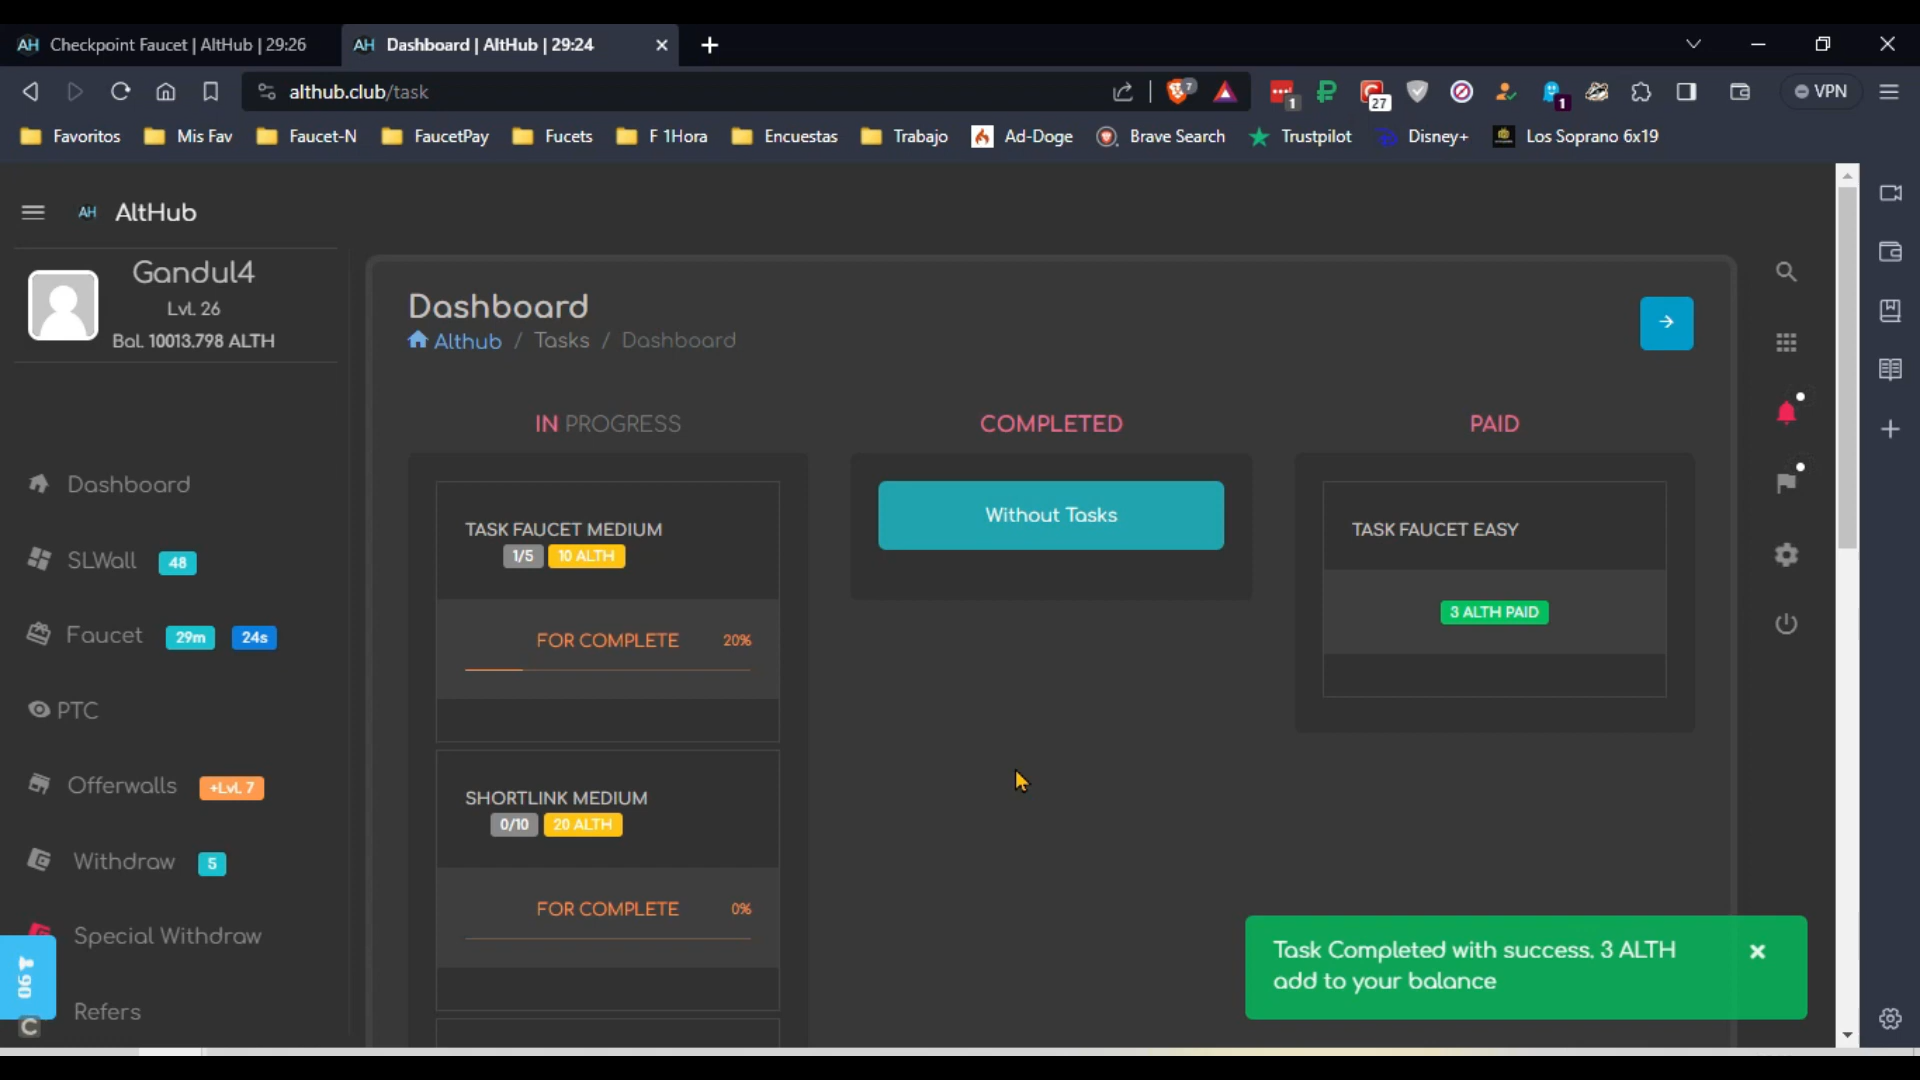 Checkpoint Faucet | AltHub | 29:26
Dashboard | AltHub | 29:24
althub.club/task
7
1
27
1
VPN
Favoritos
Mis Fav
Faucet-N
FaucetPay
Fucets
F 1Hora
Encuestas
Trabajo
Ad-Doge
Brave Search
Trustpilot
Disney+
Los Soprano 6x19
AH AltHub
Gandul4
Lvl. 26
Bal. 10013.798 ALTH
Dashboard
SLWall 48
Faucet 29m 24s
PTC
Offerwalls +Lvl. 7
Withdraw 5
Special Withdraw
Refers
90
C
Dashboard
Althub / Tasks / Dashboard
IN PROGRESS
TASK FAUCET MEDIUM
1/5 10 ALTH
FOR COMPLETE 20%
SHORTLINK MEDIUM
0/10 20 ALTH
FOR COMPLETE 0%
COMPLETED
Without Tasks
PAID
TASK FAUCET EASY
3 ALTH PAID
Task Completed with success. 3 ALTH
add to your balance